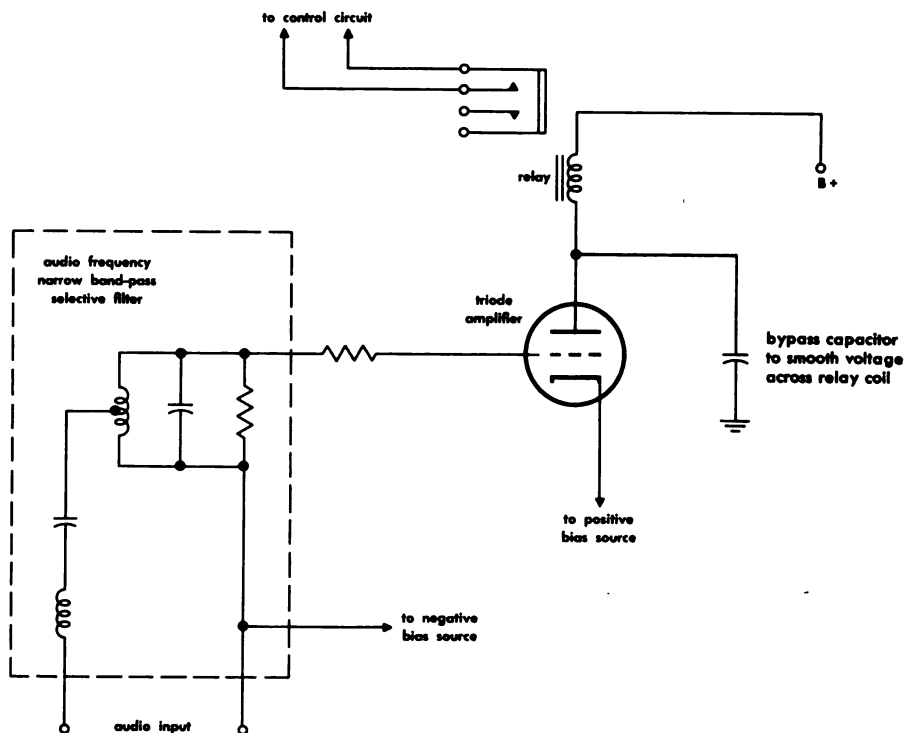 to control circuit
relay
B +
audio frequency
narrow band-pass
selective filter
triode
amplifier
bypass capacitor
to smooth voltage
across relay coil
to positive
bias source
to negative
bias source
audio input